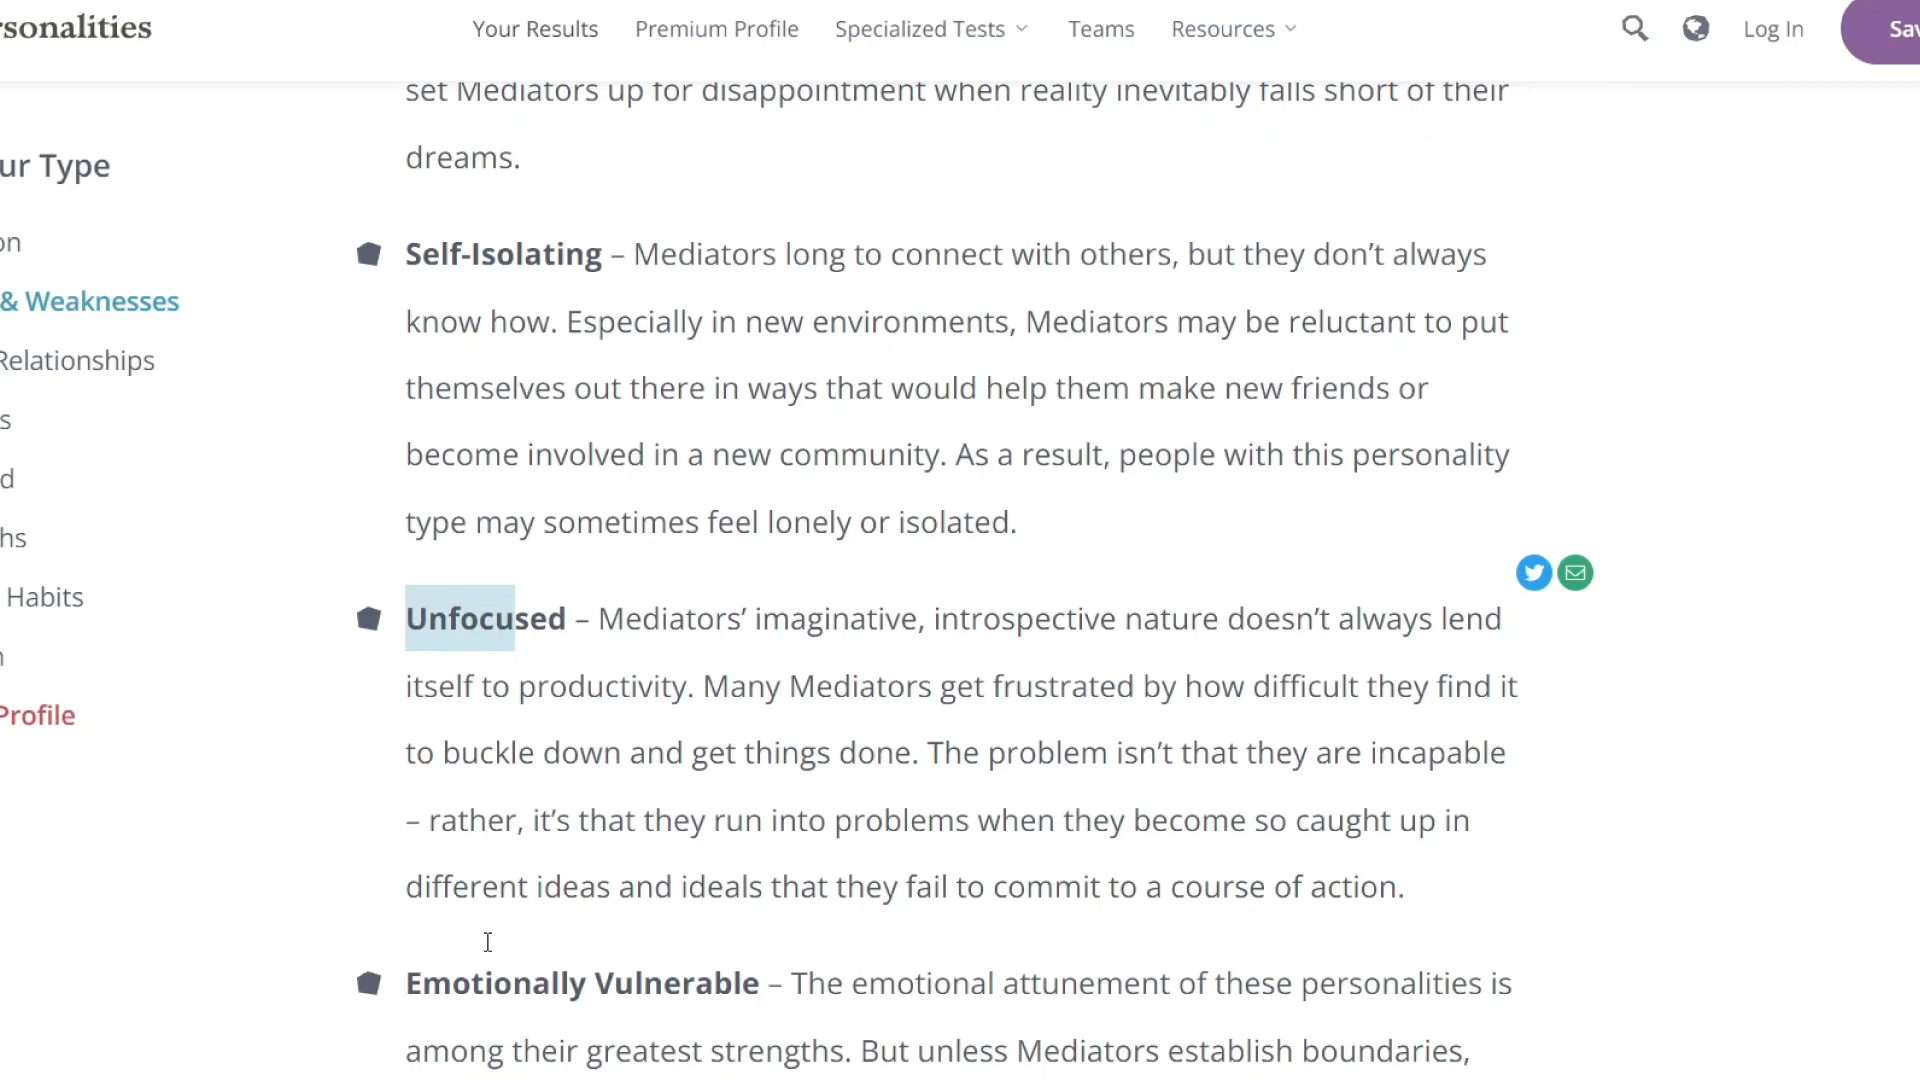 sonalities
Your Results Premium Profile Specialized Tests Teams Resources Log In Sav
set Mediators up for disappointment when reality inevitably falls short of their
dreams.
ur Type
on
& Weaknesses
Relationships
s
d
hs
Habits
n
Profile
Self-Isolating – Mediators long to connect with others, but they don’t always
know how. Especially in new environments, Mediators may be reluctant to put
themselves out there in ways that would help them make new friends or
become involved in a new community. As a result, people with this personality
type may sometimes feel lonely or isolated.
Unfocused – Mediators’ imaginative, introspective nature doesn’t always lend
itself to productivity. Many Mediators get frustrated by how difficult they find it
to buckle down and get things done. The problem isn’t that they are incapable
– rather, it’s that they run into problems when they become so caught up in
different ideas and ideals that they fail to commit to a course of action.
Emotionally Vulnerable – The emotional attunement of these personalities is
among their greatest strengths. But unless Mediators establish boundaries,